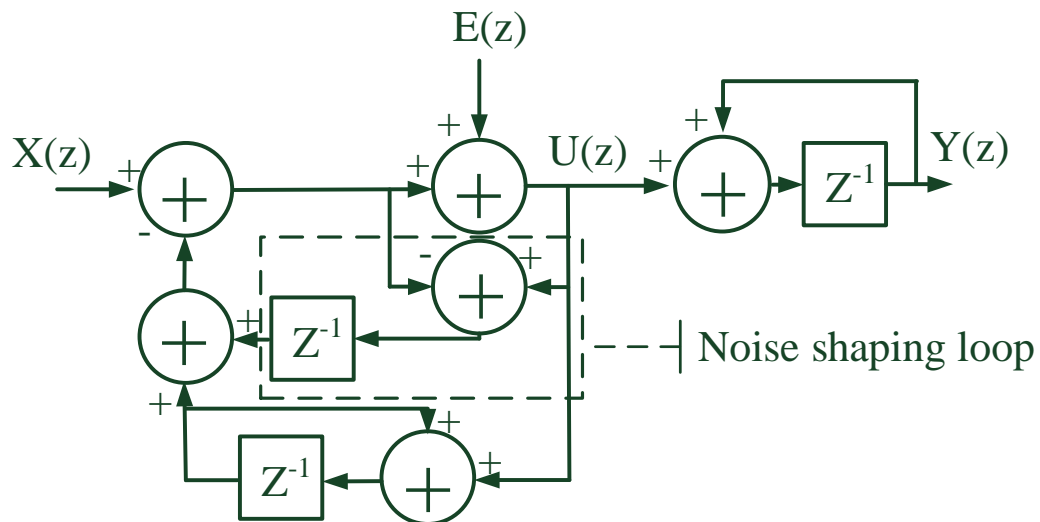 E(z)
X(z)
+
+
+
U(z)
+
+
Y(z)
+
+
+
Z⁻¹
-
-
+
+
+
+
Z⁻¹
Noise shaping loop
+
+
+
Z⁻¹
+